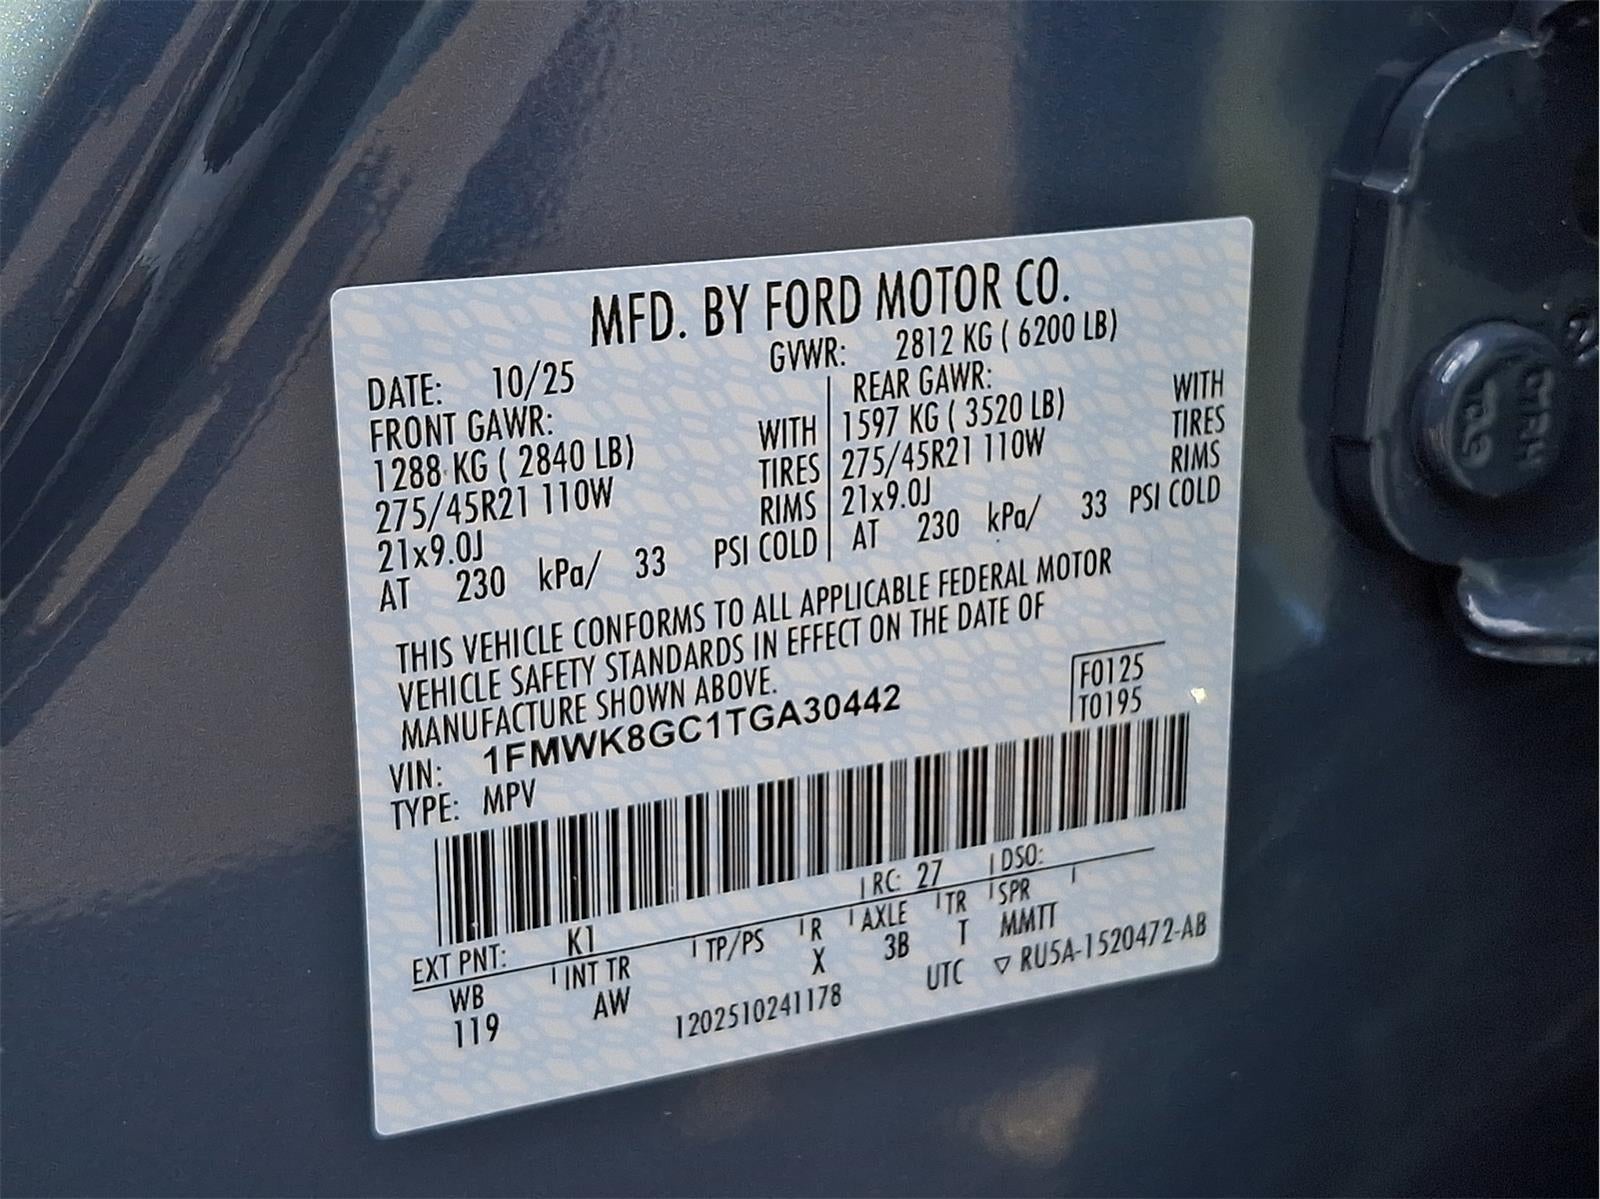 MFD. BY FORD MOTOR CO.
DATE: 10/25 GVWR: 2812 KG ( 6200 LB)
FRONT GAWR: REAR GAWR:
1288 KG ( 2840 LB) WITH 1597 KG ( 3520 LB) WITH
275/45R21 110W TIRES 275/45R21 110W TIRES
21x9.0J RIMS 21x9.0J RIMS
AT 230 kPa/ 33 PSI COLD AT 230 kPa/ 33 PSI COLD
THIS VEHICLE CONFORMS TO ALL APPLICABLE FEDERAL MOTOR
VEHICLE SAFETY STANDARDS IN EFFECT ON THE DATE OF
MANUFACTURE SHOWN ABOVE.
VIN: 1FMWK8GC1TGA30442 F0125
TYPE: MPV T0195
EXT PNT: K1 RC: 27 DSO:
WB INT TR TP/PS R AXLE TR SPR
119 AW X 3B T MMTT
1202510241178 UTC ▽ RU5A-1520472-AB